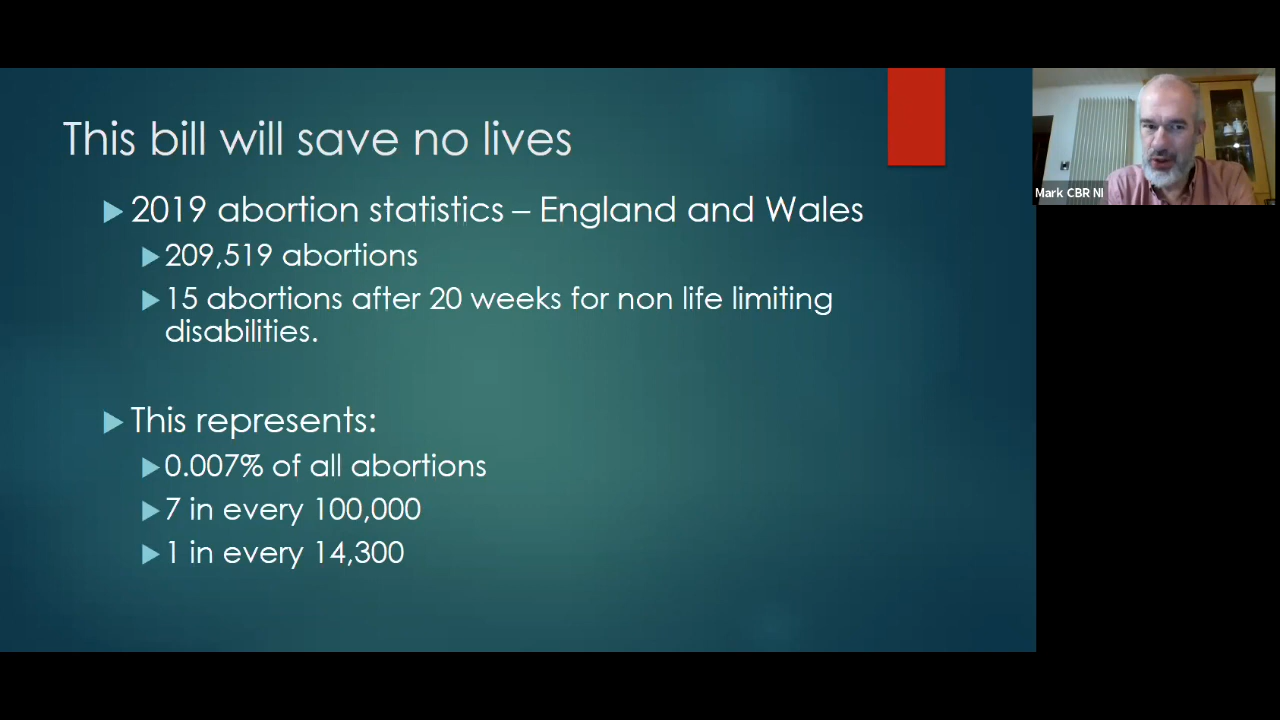 This bill will save no lives
2019 abortion statistics – England and Wales
209,519 abortions
15 abortions after 20 weeks for non life limiting
disabilities.
This represents:
0.007% of all abortions
7 in every 100,000
1 in every 14,300
Mark CBR NI